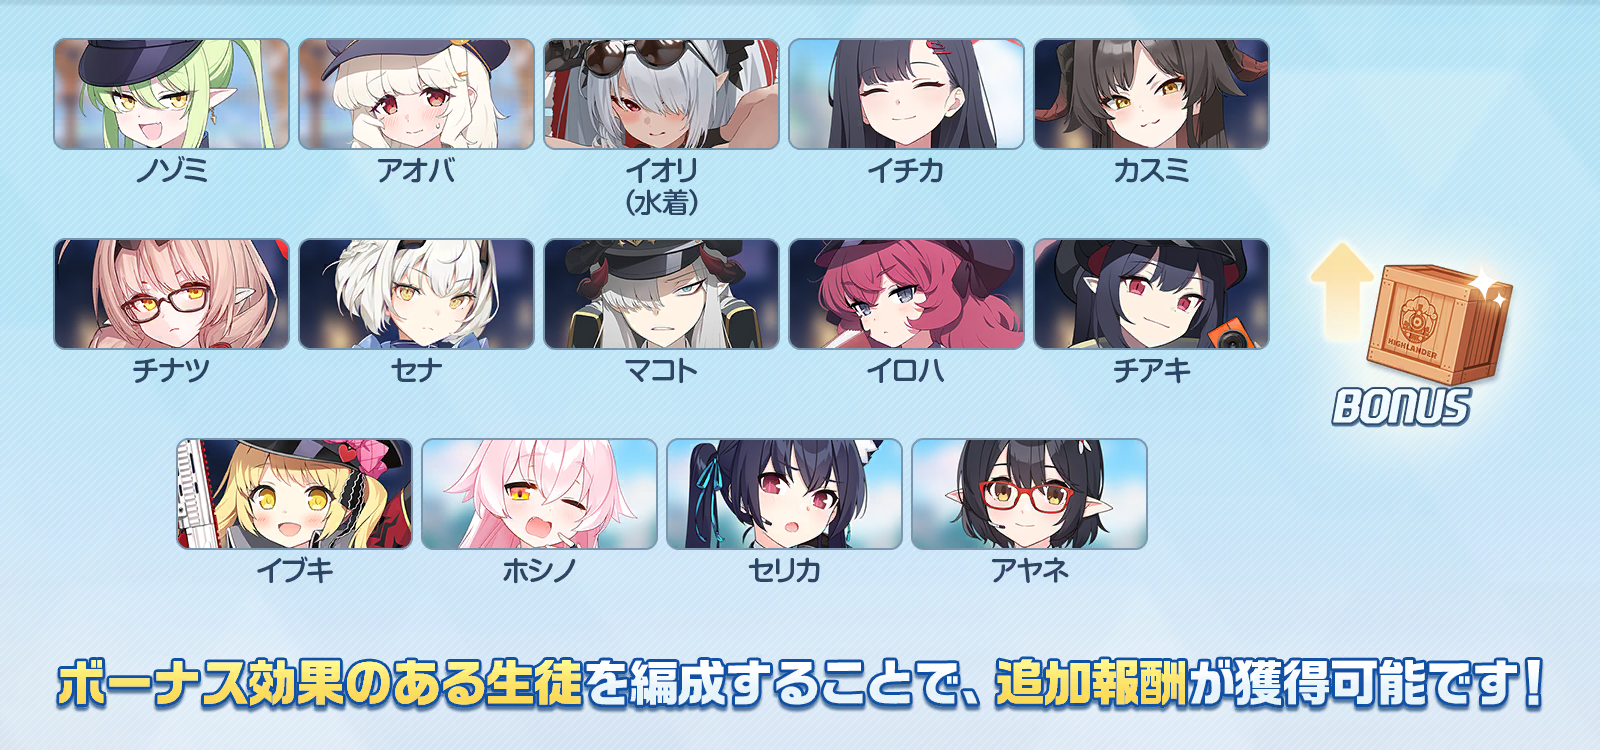 ノゾミ
アオバ
イオリ
(水着)
イチカ
カスミ
チナツ
セナ
マコト
イロハ
チアキ
HIGHLANDER
BONUS
イブキ
ホシノ
セリカ
アヤネ
ボーナス効果のある生徒を編成することで、追加報酬が獲得可能です!